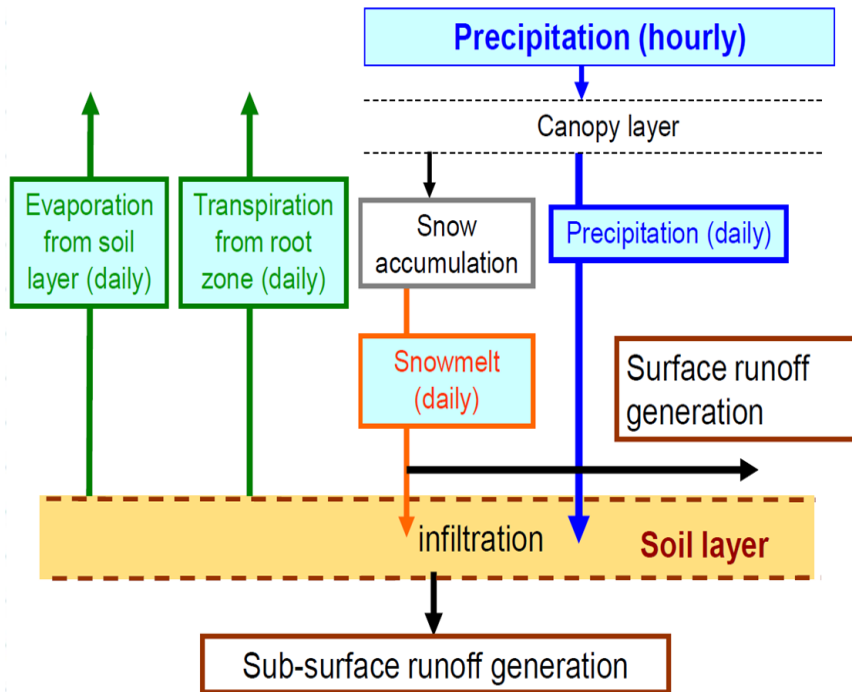 Precipitation (hourly)
Canopy layer
Evaporation
from soil
layer (daily)
Transpiration
from root
zone (daily)
Snow
accumulation
Precipitation (daily)
Snowmelt
(daily)
Surface runoff
generation
infiltration
Soil layer
Sub-surface runoff generation